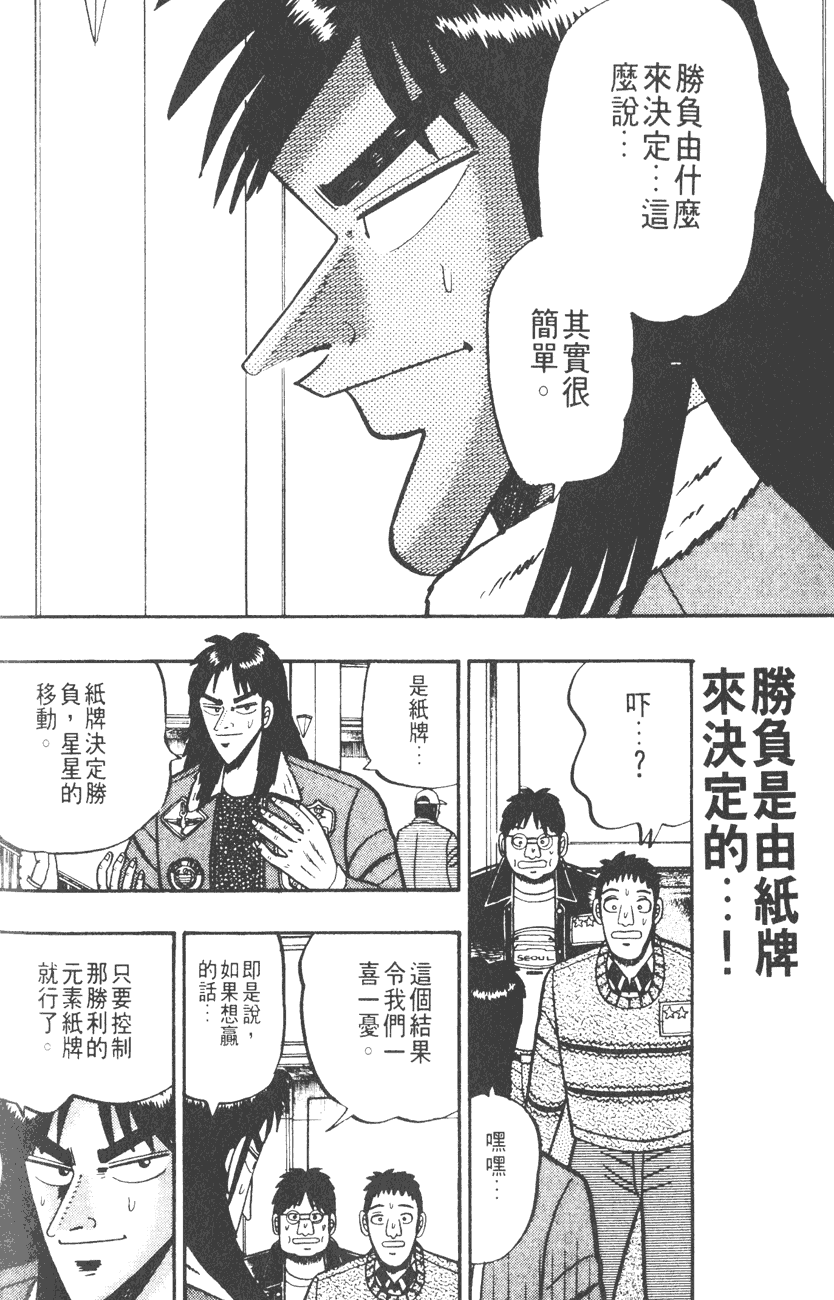 勝負由什麼
來決定…這
麼說…
其實很
簡單。
勝負是由紙牌
來決定的…！
吓…？
SEOUL
嘿嘿…
是紙牌…
紙牌決定勝
負，星星的
移動。
這個結果
令我們一
喜一憂。
即是說，
如果想贏
的話…
只要控制
那勝利的
元素紙牌
就行了。